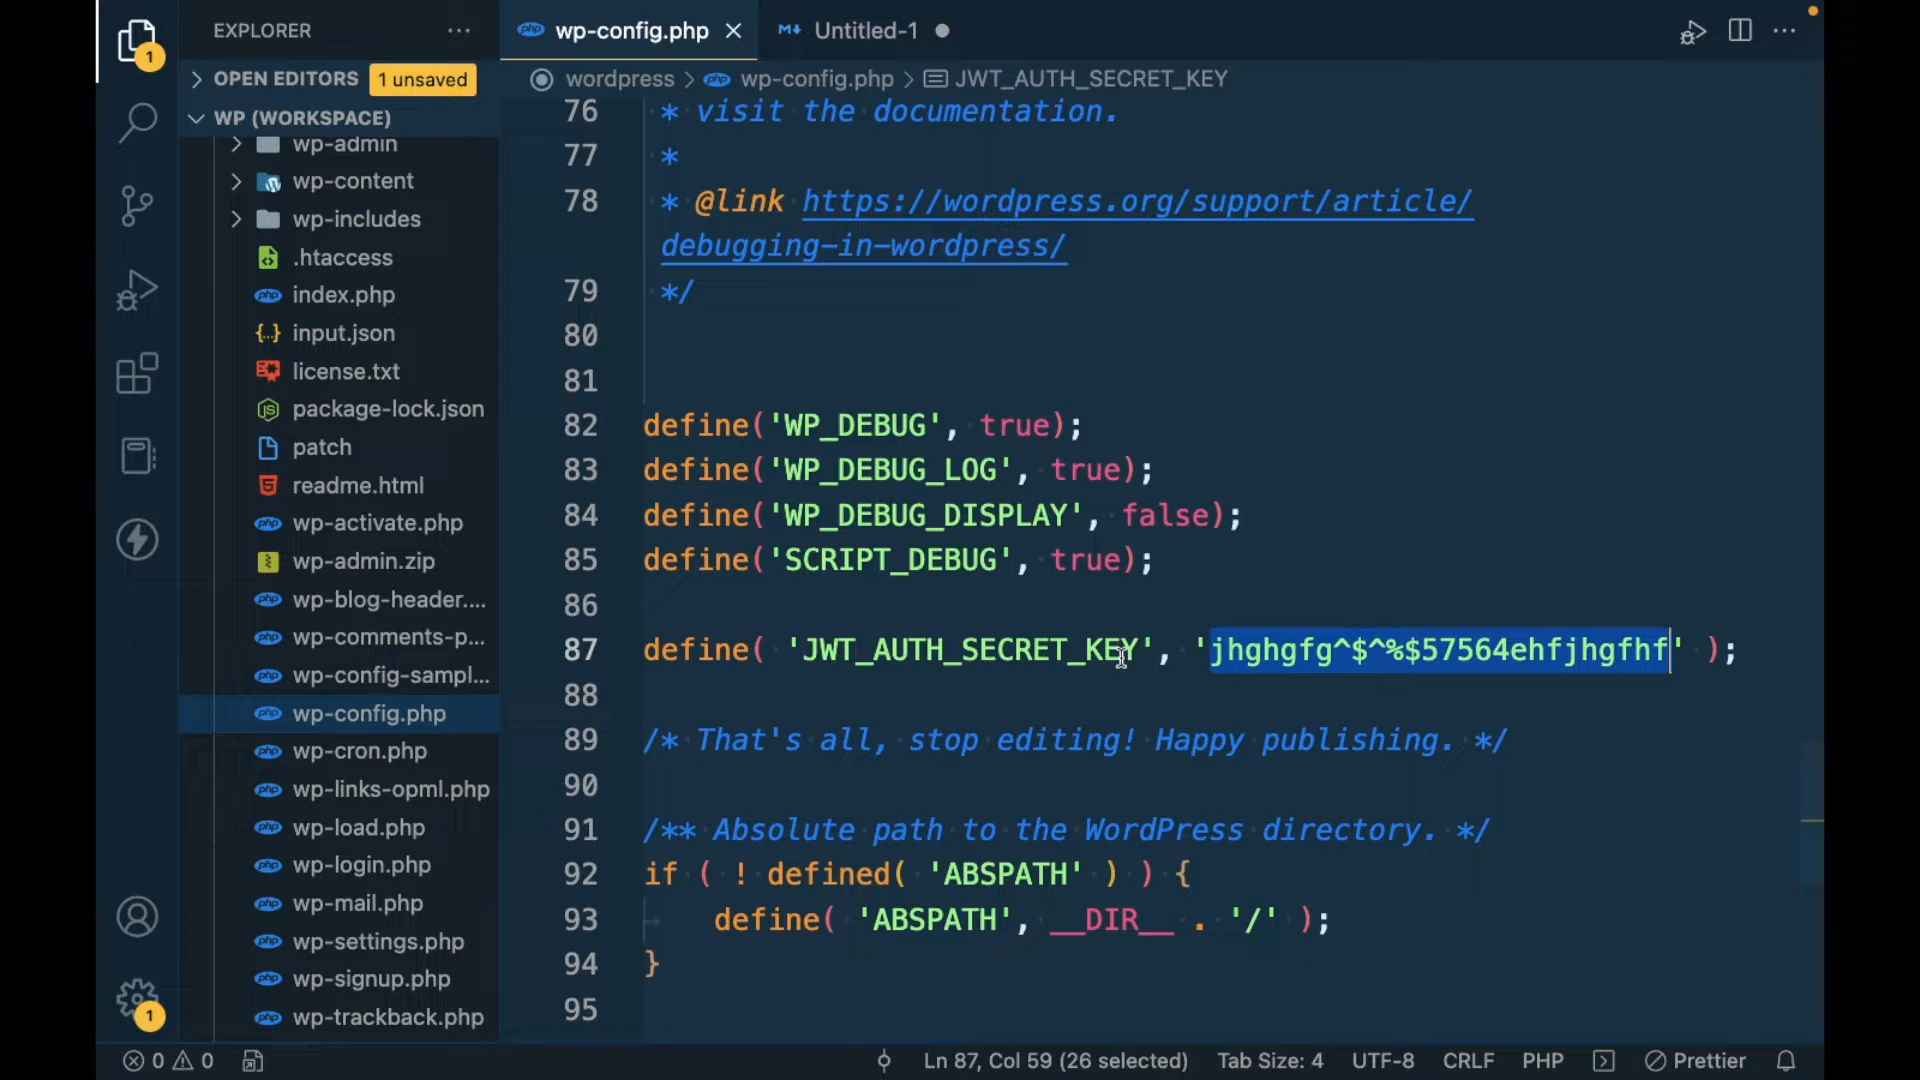 EXPLORER
OPEN EDITORS 1 unsaved
WP (WORKSPACE)
wp-admin
wp-content
wp-includes
.htaccess
index.php
input.json
license.txt
package-lock.json
patch
readme.html
wp-activate.php
wp-admin.zip
wp-blog-header....
wp-comments-p...
wp-config-sampl...
wp-config.php
wp-cron.php
wp-links-opml.php
wp-load.php
wp-login.php
wp-mail.php
wp-settings.php
wp-signup.php
wp-trackback.php
1
1
php wp-config.php Untitled-1
wordpress > php wp-config.php > JWT_AUTH_SECRET_KEY
76 * visit the documentation.
77 *
78 * @link https://wordpress.org/support/article/
debugging-in-wordpress/
79 */
80
81
82 define('WP_DEBUG', true);
83 define('WP_DEBUG_LOG', true);
84 define('WP_DEBUG_DISPLAY', false);
85 define('SCRIPT_DEBUG', true);
86
87 define( 'JWT_AUTH_SECRET_KEY', 'jhghgfg^$^%$57564ehfjhgfhf' );
88
89 /* That's all, stop editing! Happy publishing. */
90
91 /** Absolute path to the WordPress directory. */
92 if ( ! defined( 'ABSPATH' ) ) {
93 define( 'ABSPATH', __DIR__ . '/' );
94 }
95
0 0 Ln 87, Col 59 (26 selected) Tab Size: 4 UTF-8 CRLF PHP Prettier